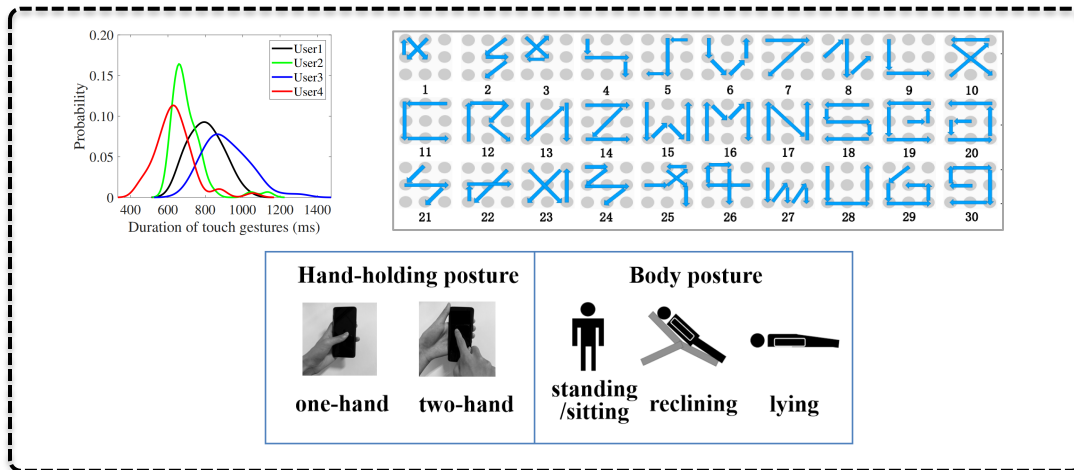 0.20
0.15
0.10
0.05
0
Probability
400 600 800 1000 1200 1400
Duration of touch gestures (ms)
User1
User2
User3
User4
1 2 3 4 5 6 7 8 9 10
11 12 13 14 15 16 17 18 19 20
21 22 23 24 25 26 27 28 29 30
Hand-holding posture
one-hand two-hand
Body posture
standing
/sitting
reclining
lying